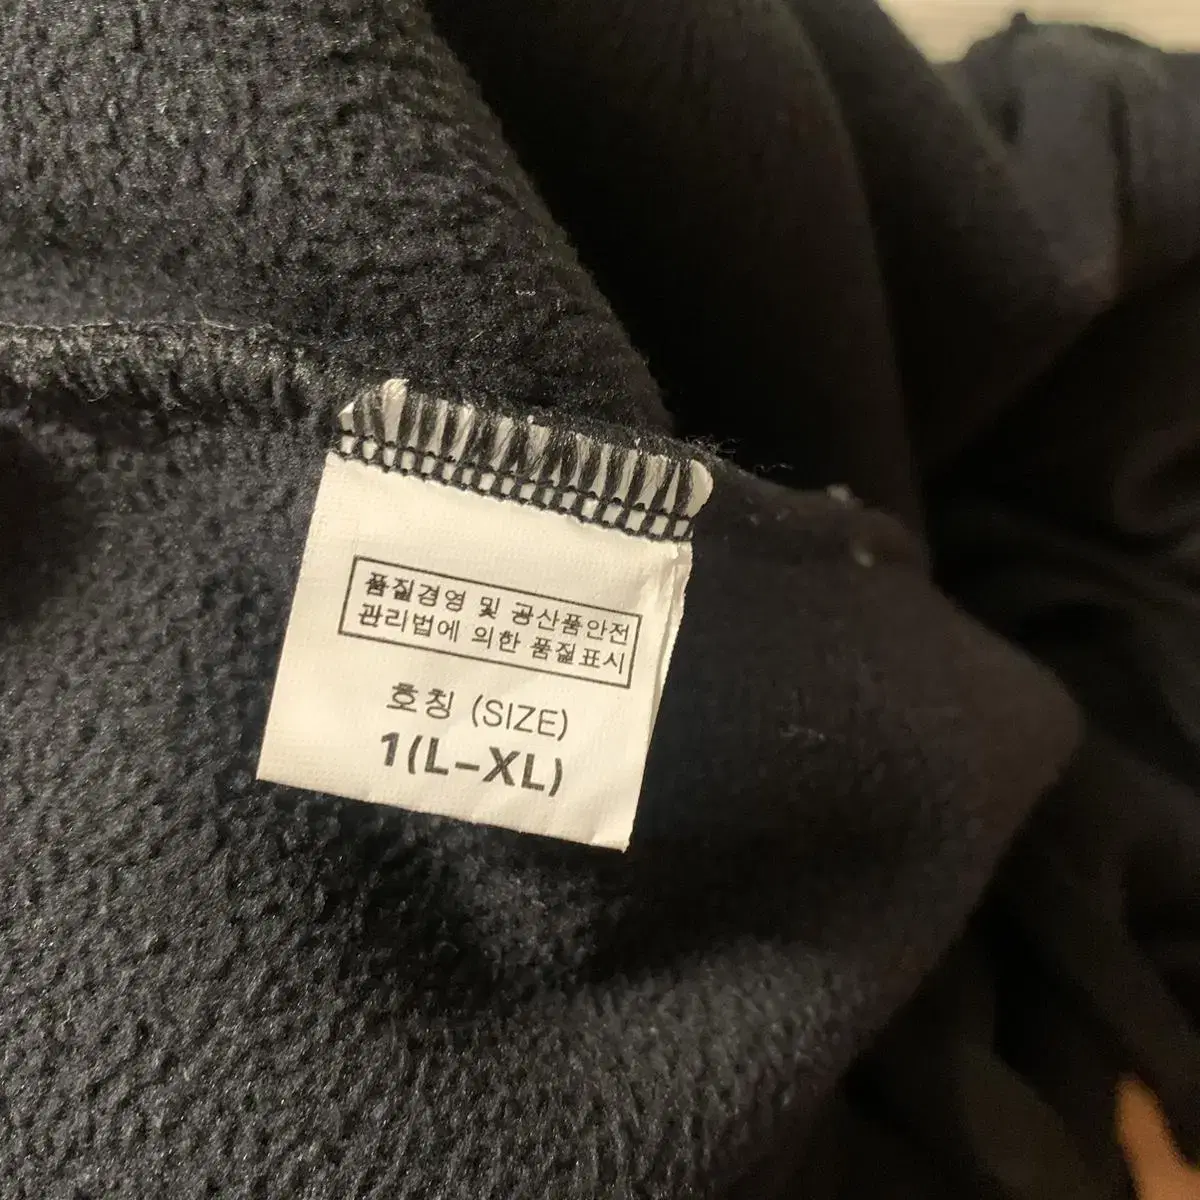 품질경영 및 공산품안전
관리법에 의한 품질표시
호칭 (SIZE)
1(L-XL)